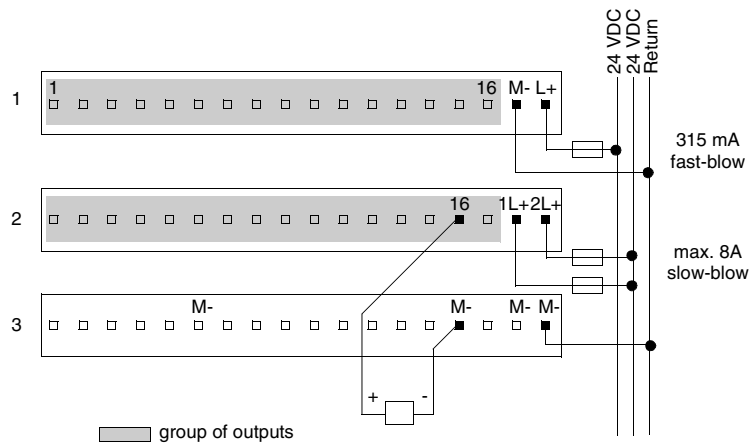 24 VDC
24 VDC
Return
1
1
16
M-
L+
315 mA
fast-blow
2
16
1L+
2L+
max. 8A
slow-blow
3
M-
M-
M-
M-
+
-
group of outputs